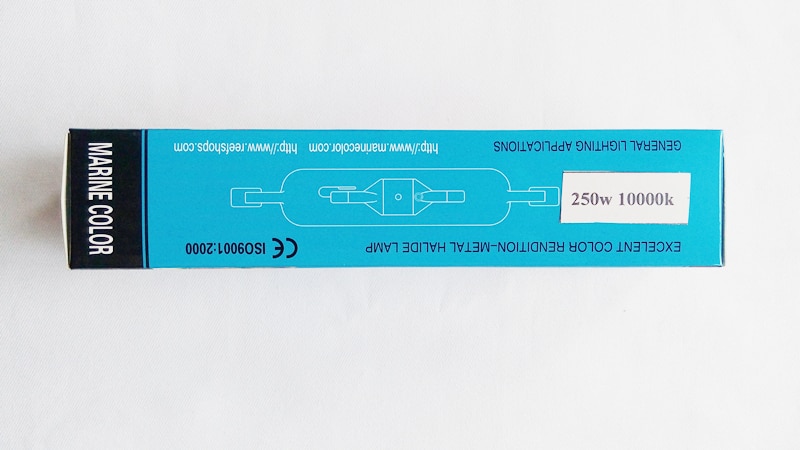 MARINE COLOR
EXCELLENT COLOR RENDITION-METAL HALIDE LAMP
CE ISO9001:2000
250w 10000k
GENERAL LIGHTING APPLICATIONS
http://www.marinecolor.com http://www.reefshops.com